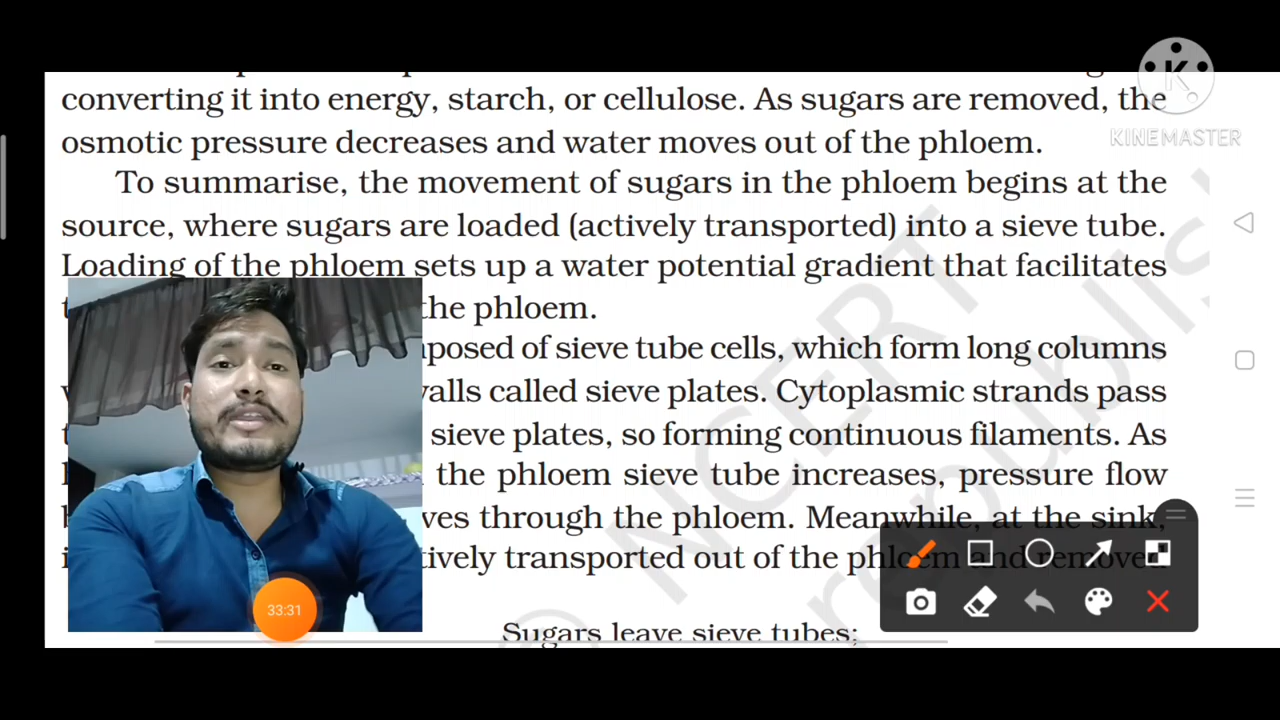 converting it into energy, starch, or cellulose. As sugars are removed, the
osmotic pressure decreases and water moves out of the phloem.
To summarise, the movement of sugars in the phloem begins at the
source, where sugars are loaded (actively transported) into a sieve tube.
Loading of the phloem sets up a water potential gradient that facilitates
the phloem.
posed of sieve tube cells, which form long columns
walls called sieve plates. Cytoplasmic strands pass
sieve plates, so forming continuous filaments. As
the phloem sieve tube increases, pressure flow
ves through the phloem. Meanwhile, at the sink,
tively transported out of the phloem and removed
Sugars leave sieve tubes;
K
KINEMASTER
© NCERT
republis
33:31